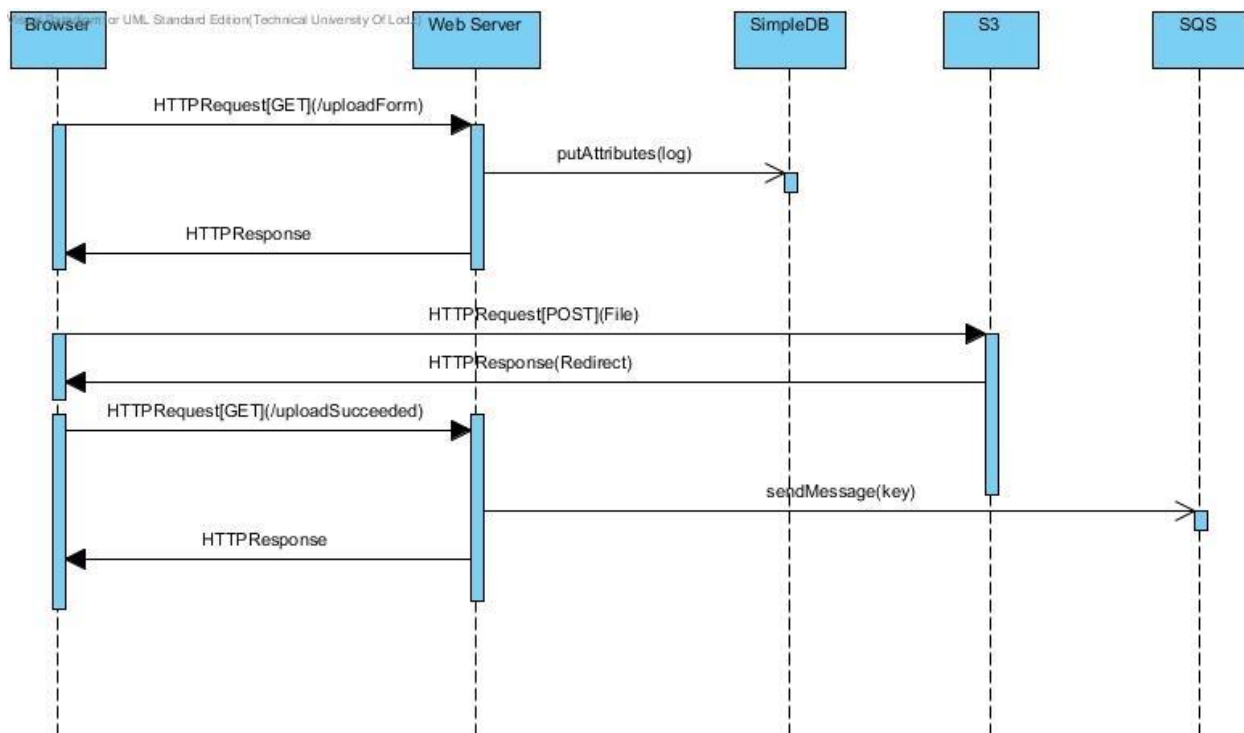 for UML Standard Edition(Technical University Of Lodz)
Browser
Web Server
SimpleDB
S3
SQS
HTTPRequest[GET](/uploadForm)
putAttributes(log)
HTTPResponse
HTTPRequest[POST](File)
HTTPResponse(Redirect)
HTTPRequest[GET](/uploadSucceeded)
sendMessage(key)
HTTPResponse